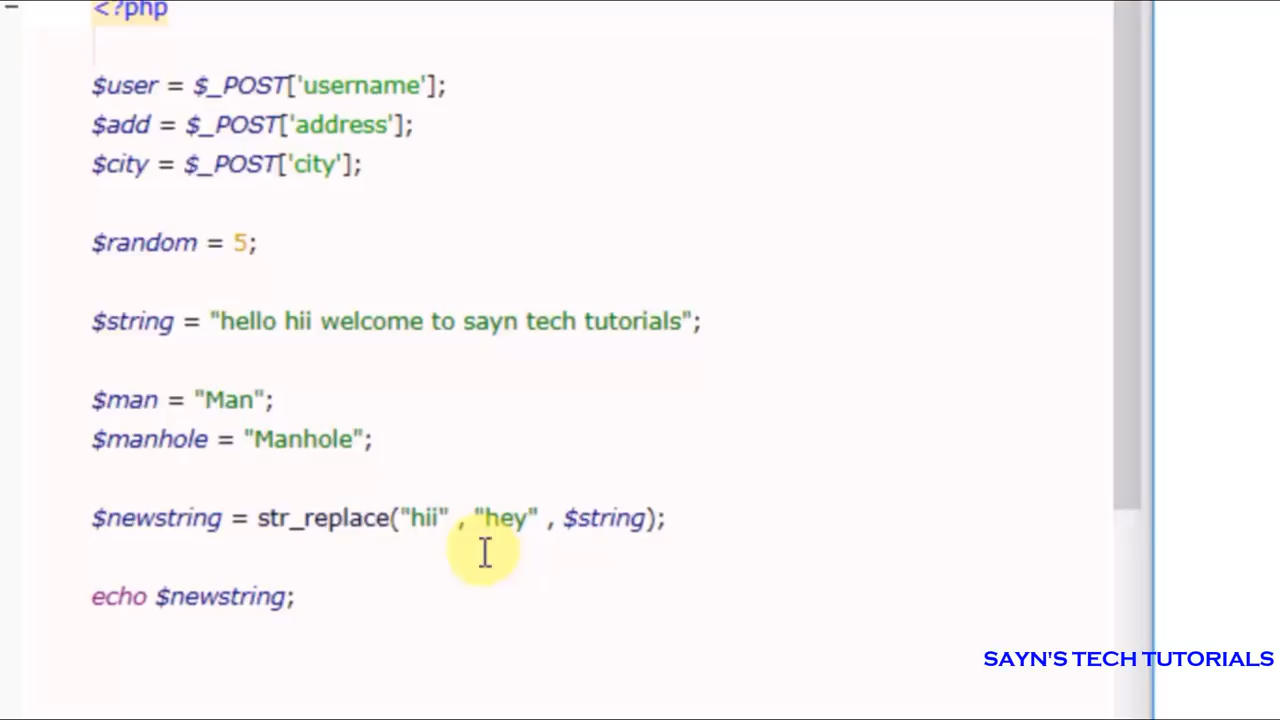 <?php
$user = $_POST['username'];
$add = $_POST['address'];
$city = $_POST['city'];
$random = 5;
$string = "hello hii welcome to sayn tech tutorials";
$man = "Man";
$manhole = "Manhole";
$newstring = str_replace("hii" , "hey" , $string);
echo $newstring;
SAYN'S TECH TUTORIALS